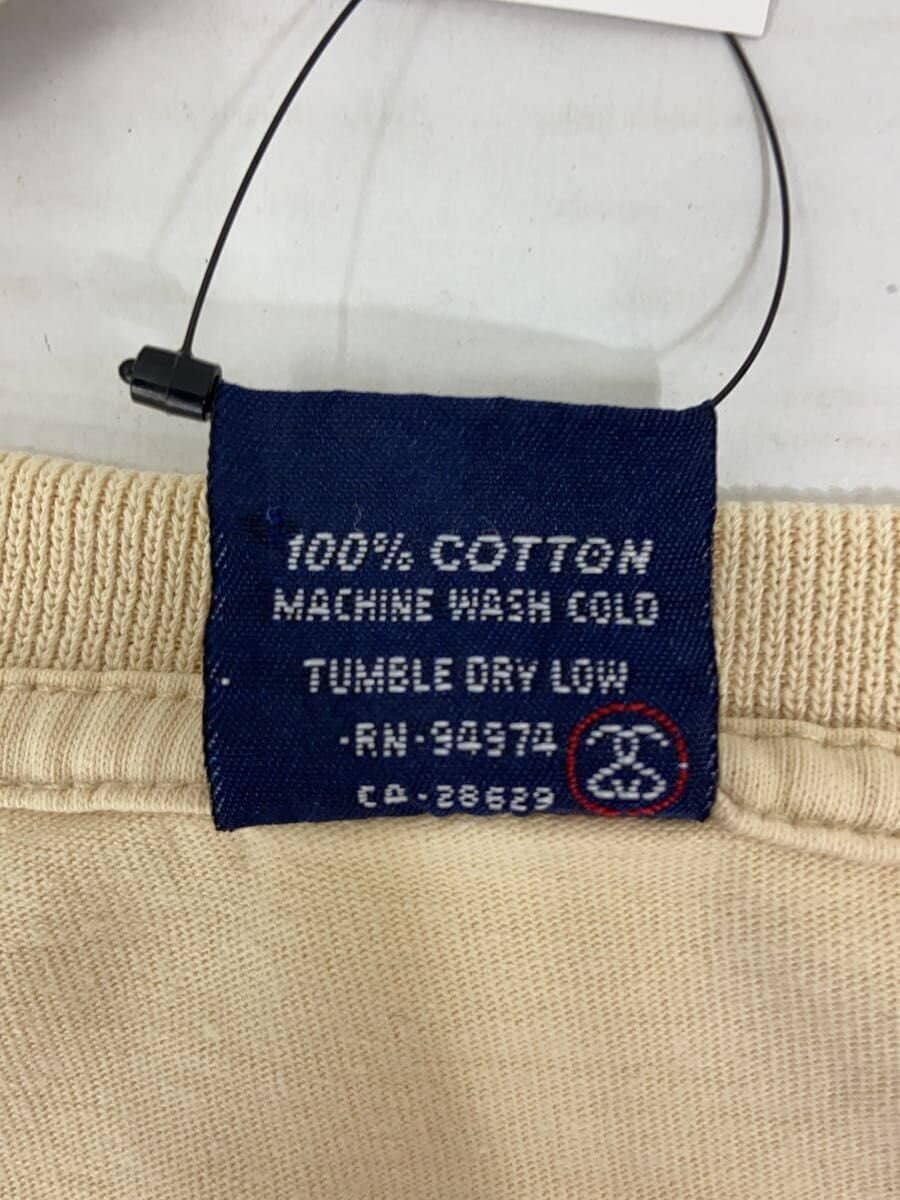 100% COTTON
MACHINE WASH COLD
TUMBLE DRY LOW
-RN-94974
CA-28629